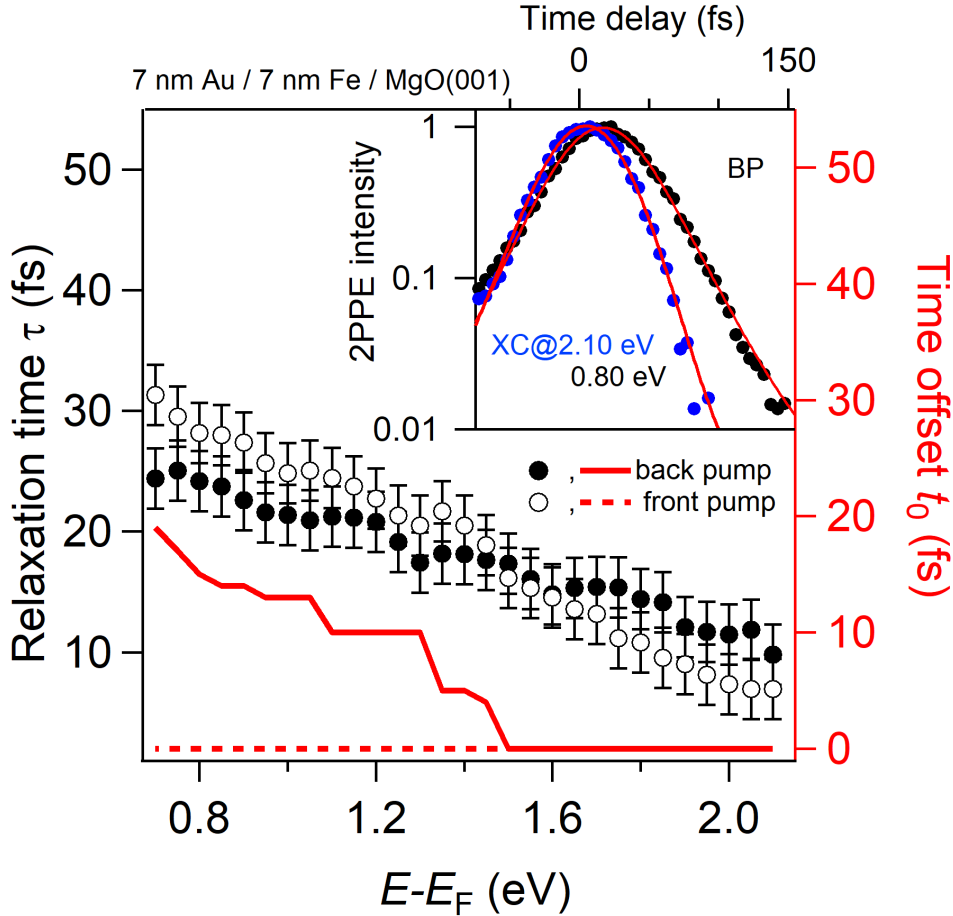 Time delay (fs)
0 150
7 nm Au / 7 nm Fe / MgO(001)
1
0.1
0.01
2PPE intensity
BP
XC@2.10 eV
0.80 eV
50
40
30
20
10
Relaxation time τ (fs)
50
40
30
20
10
0
Time offset t0 (fs)
, back pump
, front pump
0.8 1.2 1.6 2.0
E-EF (eV)